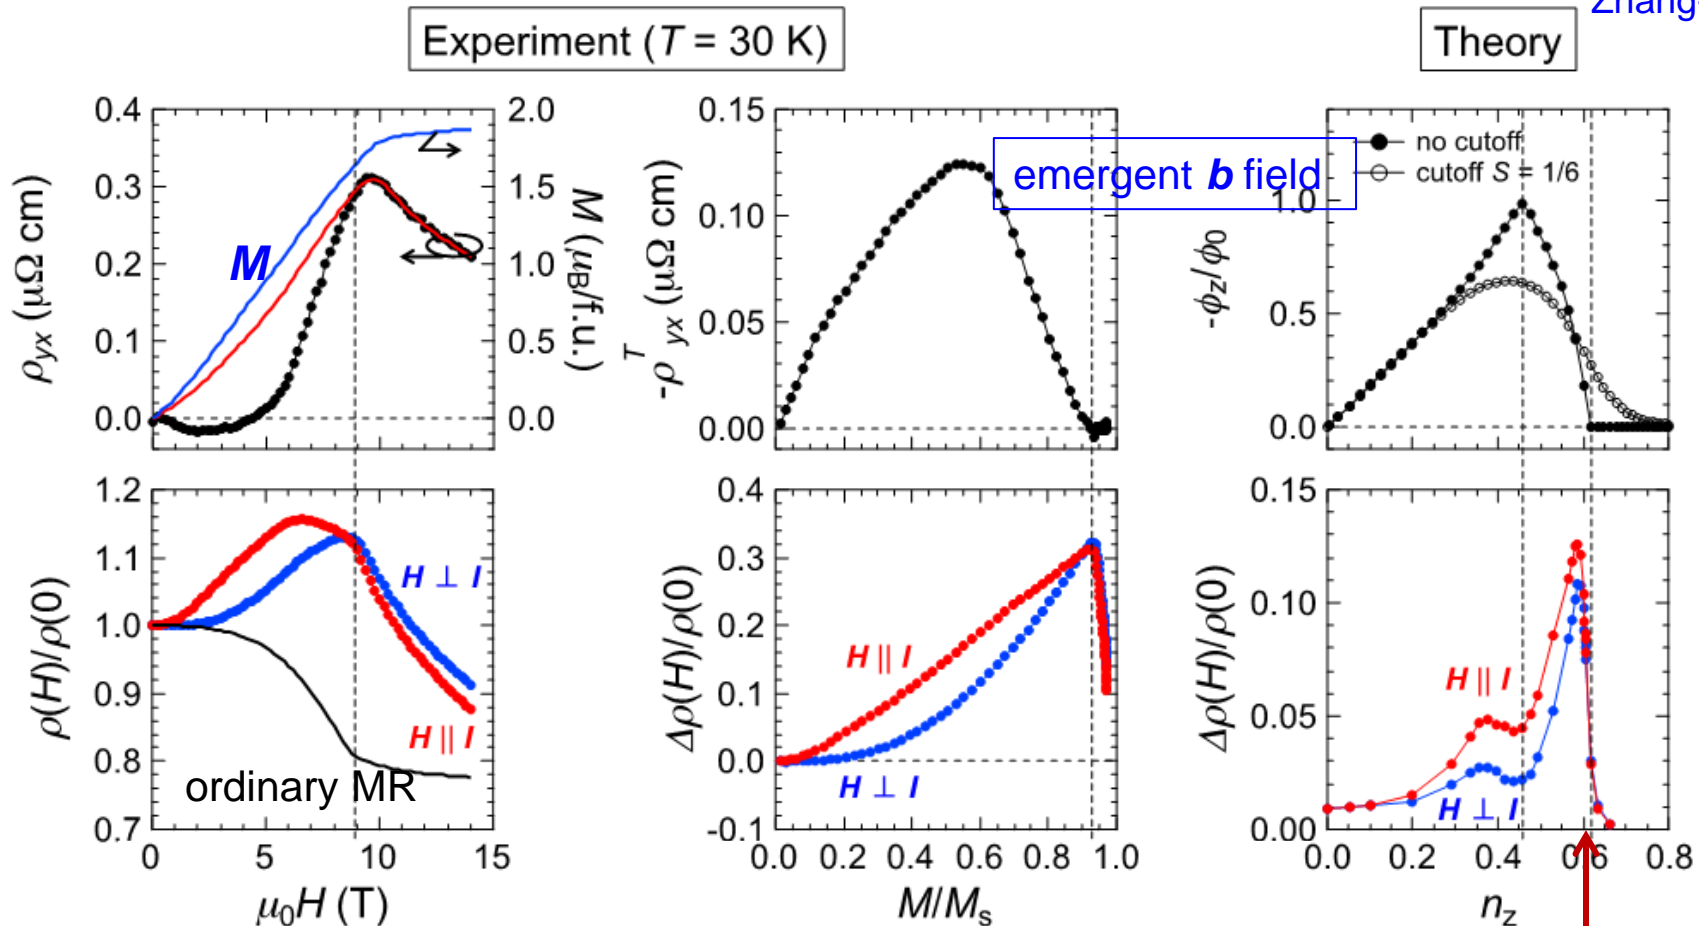 Zhang
Experiment (T = 30 K)
Theory
0.4
0.3
0.2
0.1
0.0
ρyx (μΩ cm)
2.0
1.5
1.0
0.5
0.0
M (μB/f.u.)
M
0.15
0.10
0.05
0.00
-ρTyx (μΩ cm)
emergent b field
no cutoff
cutoff S = 1/6
1.0
0.5
0.0
-ϕz/ϕ0
1.2
1.1
1.0
0.9
0.8
0.7
ρ(H)/ρ(0)
H ⊥ I
H || I
ordinary MR
0 5 10 15
μ0H (T)
0.4
0.3
0.2
0.1
0.0
-0.1
Δρ(H)/ρ(0)
H || I
H ⊥ I
0.0 0.2 0.4 0.6 0.8 1.0
M/Ms
0.15
0.10
0.05
0.00
Δρ(H)/ρ(0)
H || I
H ⊥ I
0.0 0.2 0.4 0.6 0.8
nz